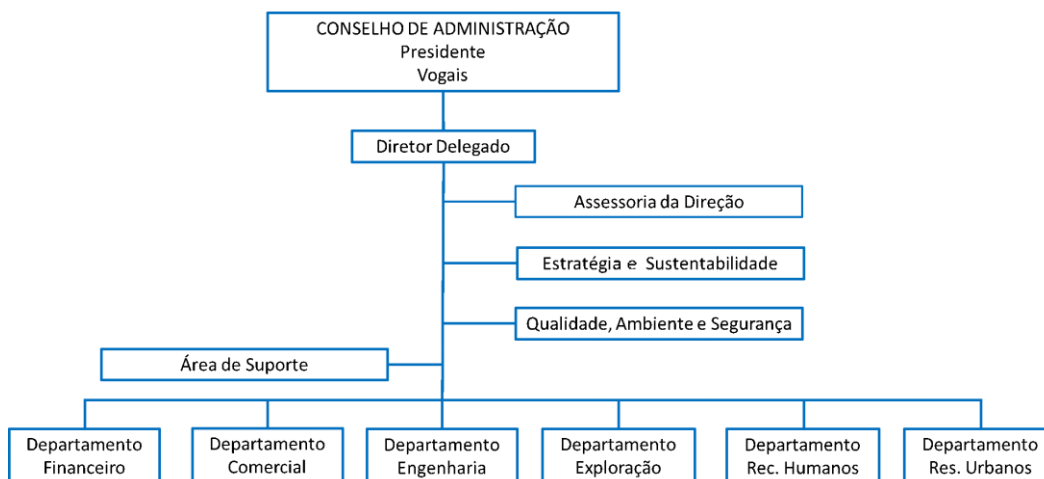 CONSELHO DE ADMINISTRAÇÃO
Presidente
Vogais
Diretor Delegado
Assessoria da Direção
Estratégia e Sustentabilidade
Qualidade, Ambiente e Segurança
Área de Suporte
Departamento
Financeiro
Departamento
Comercial
Departamento
Engenharia
Departamento
Exploração
Departamento
Rec. Humanos
Departamento
Res. Urbanos